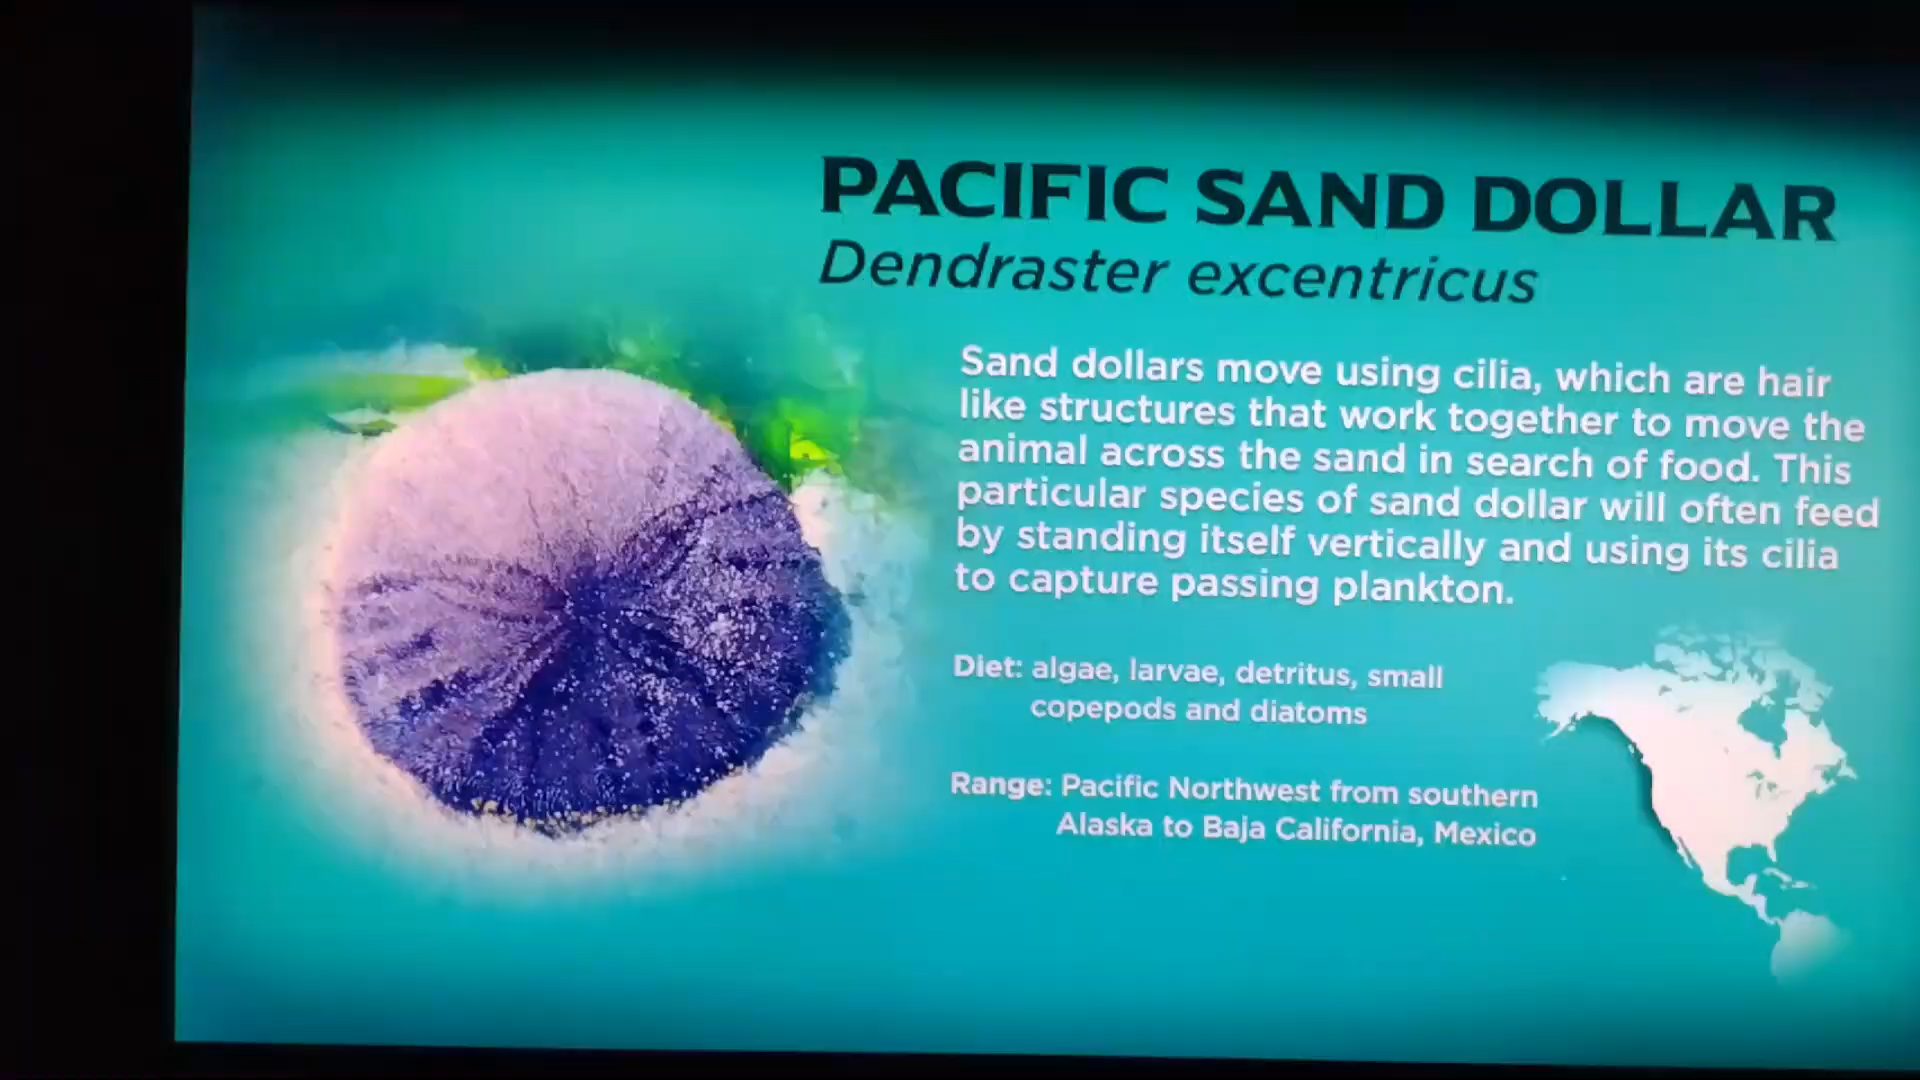 PACIFIC SAND DOLLAR
Dendraster excentricus
Sand dollars move using cilia, which are hair
like structures that work together to move the
animal across the sand in search of food. This
particular species of sand dollar will often feed
by standing itself vertically and using its cilia
to capture passing plankton.
Diet: algae, larvae, detritus, small
copepods and diatoms
Range: Pacific Northwest from southern
Alaska to Baja California, Mexico